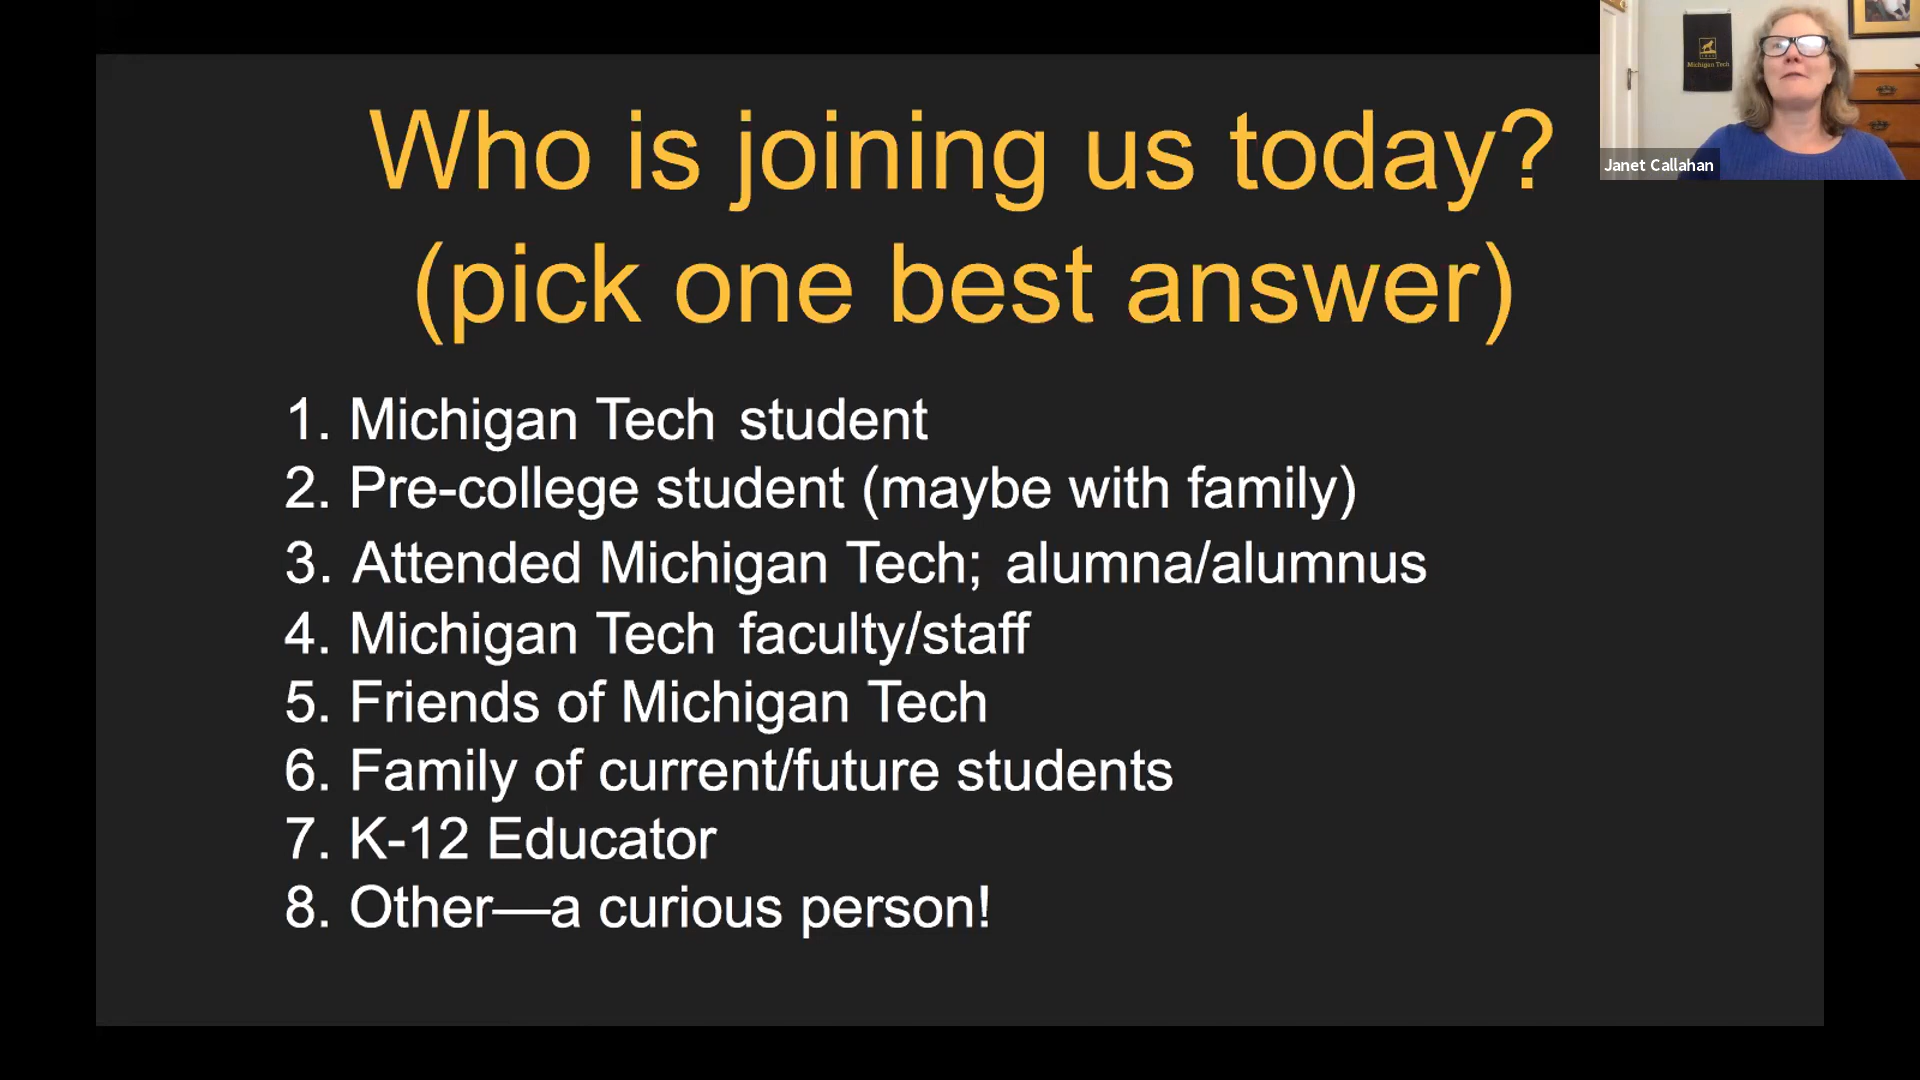 Who is joining us today?
(pick one best answer)
1. Michigan Tech student
2. Pre-college student (maybe with family)
3. Attended Michigan Tech; alumna/alumnus
4. Michigan Tech faculty/staff
5. Friends of Michigan Tech
6. Family of current/future students
7. K-12 Educator
8. Other—a curious person!
Michigan Tech
Janet Callahan